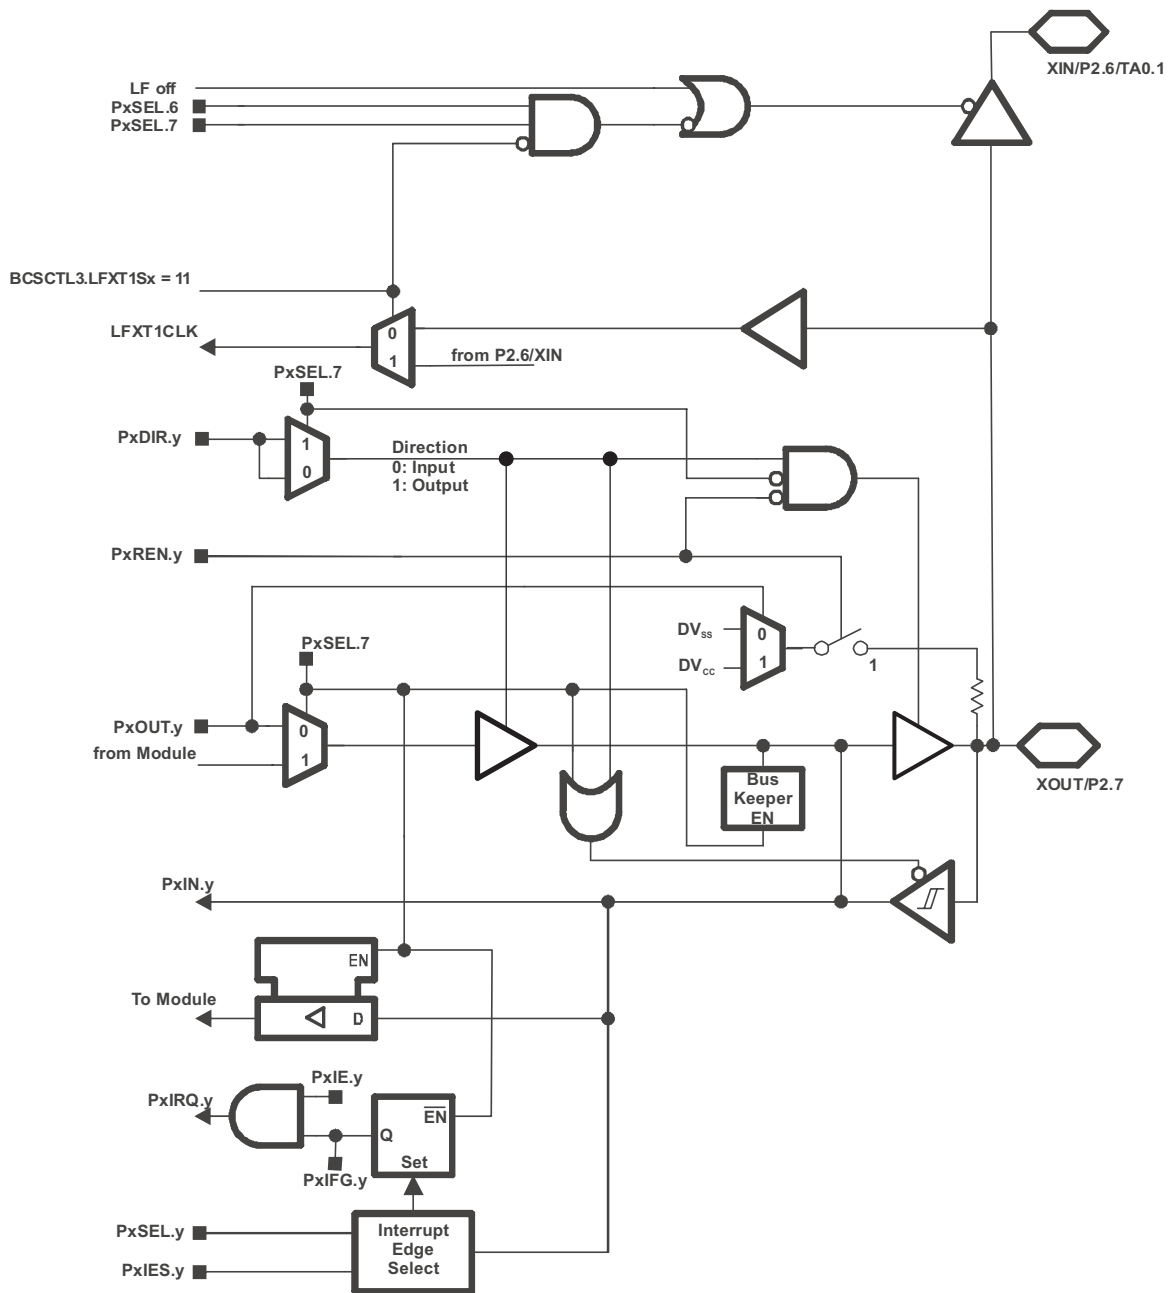 XIN/P2.6/TA0.1
LF off
PxSEL.6
PxSEL.7
BCSCTL3.LFXT1Sx = 11
0
LFXT1CLK
1
from P2.6/XIN
PxSEL.7
PxDIR.y
1
0
Direction
0: Input
1: Output
PxREN.y
DVSS
0
DVCC
1
1
PxSEL.7
PxOUT.y
0
from Module
1
Bus
Keeper
EN
XOUT/P2.7
PxIN.y
EN
To Module
D
PxIE.y
PxIRQ.y
EN
Q
Set
PxIFG.y
PxSEL.y
PxIES.y
Interrupt
Edge
Select